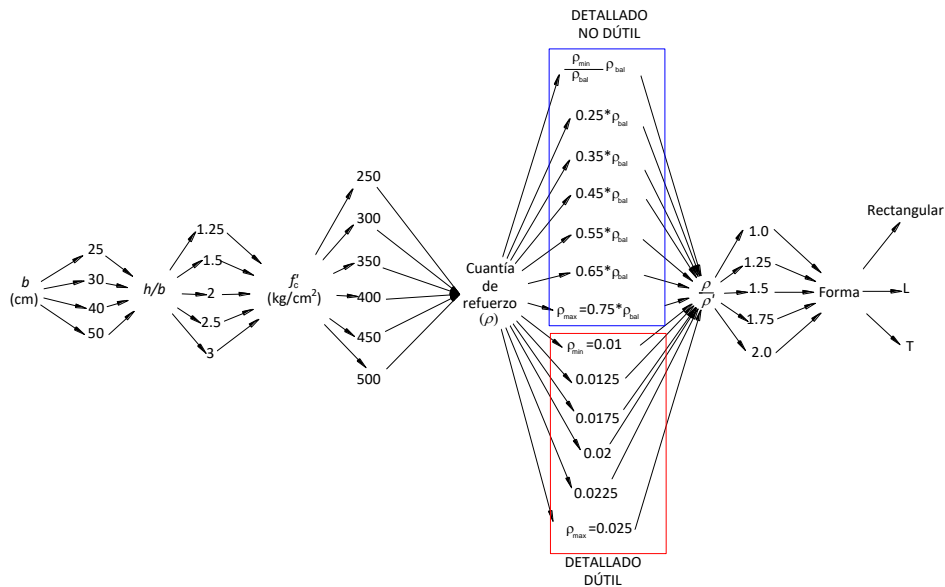 DETALLADO
NO DÚTIL
b
(cm)
25
30
40
50
h/b
1.25
1.5
2
2.5
3
f'c
(kg/cm²)
250
300
350
400
450
500
Cuantía
de
refuerzo
(ρ)
ρmin/ρbal ρbal
0.25*ρbal
0.35*ρbal
0.45*ρbal
0.55*ρbal
0.65*ρbal
ρmax=0.75*ρbal
ρmin=0.01
0.0125
0.0175
0.02
0.0225
ρmax=0.025
DETALLADO
DÚTIL
ρ/ρ'
1.0
1.25
1.5
1.75
2.0
Forma
Rectangular
L
T